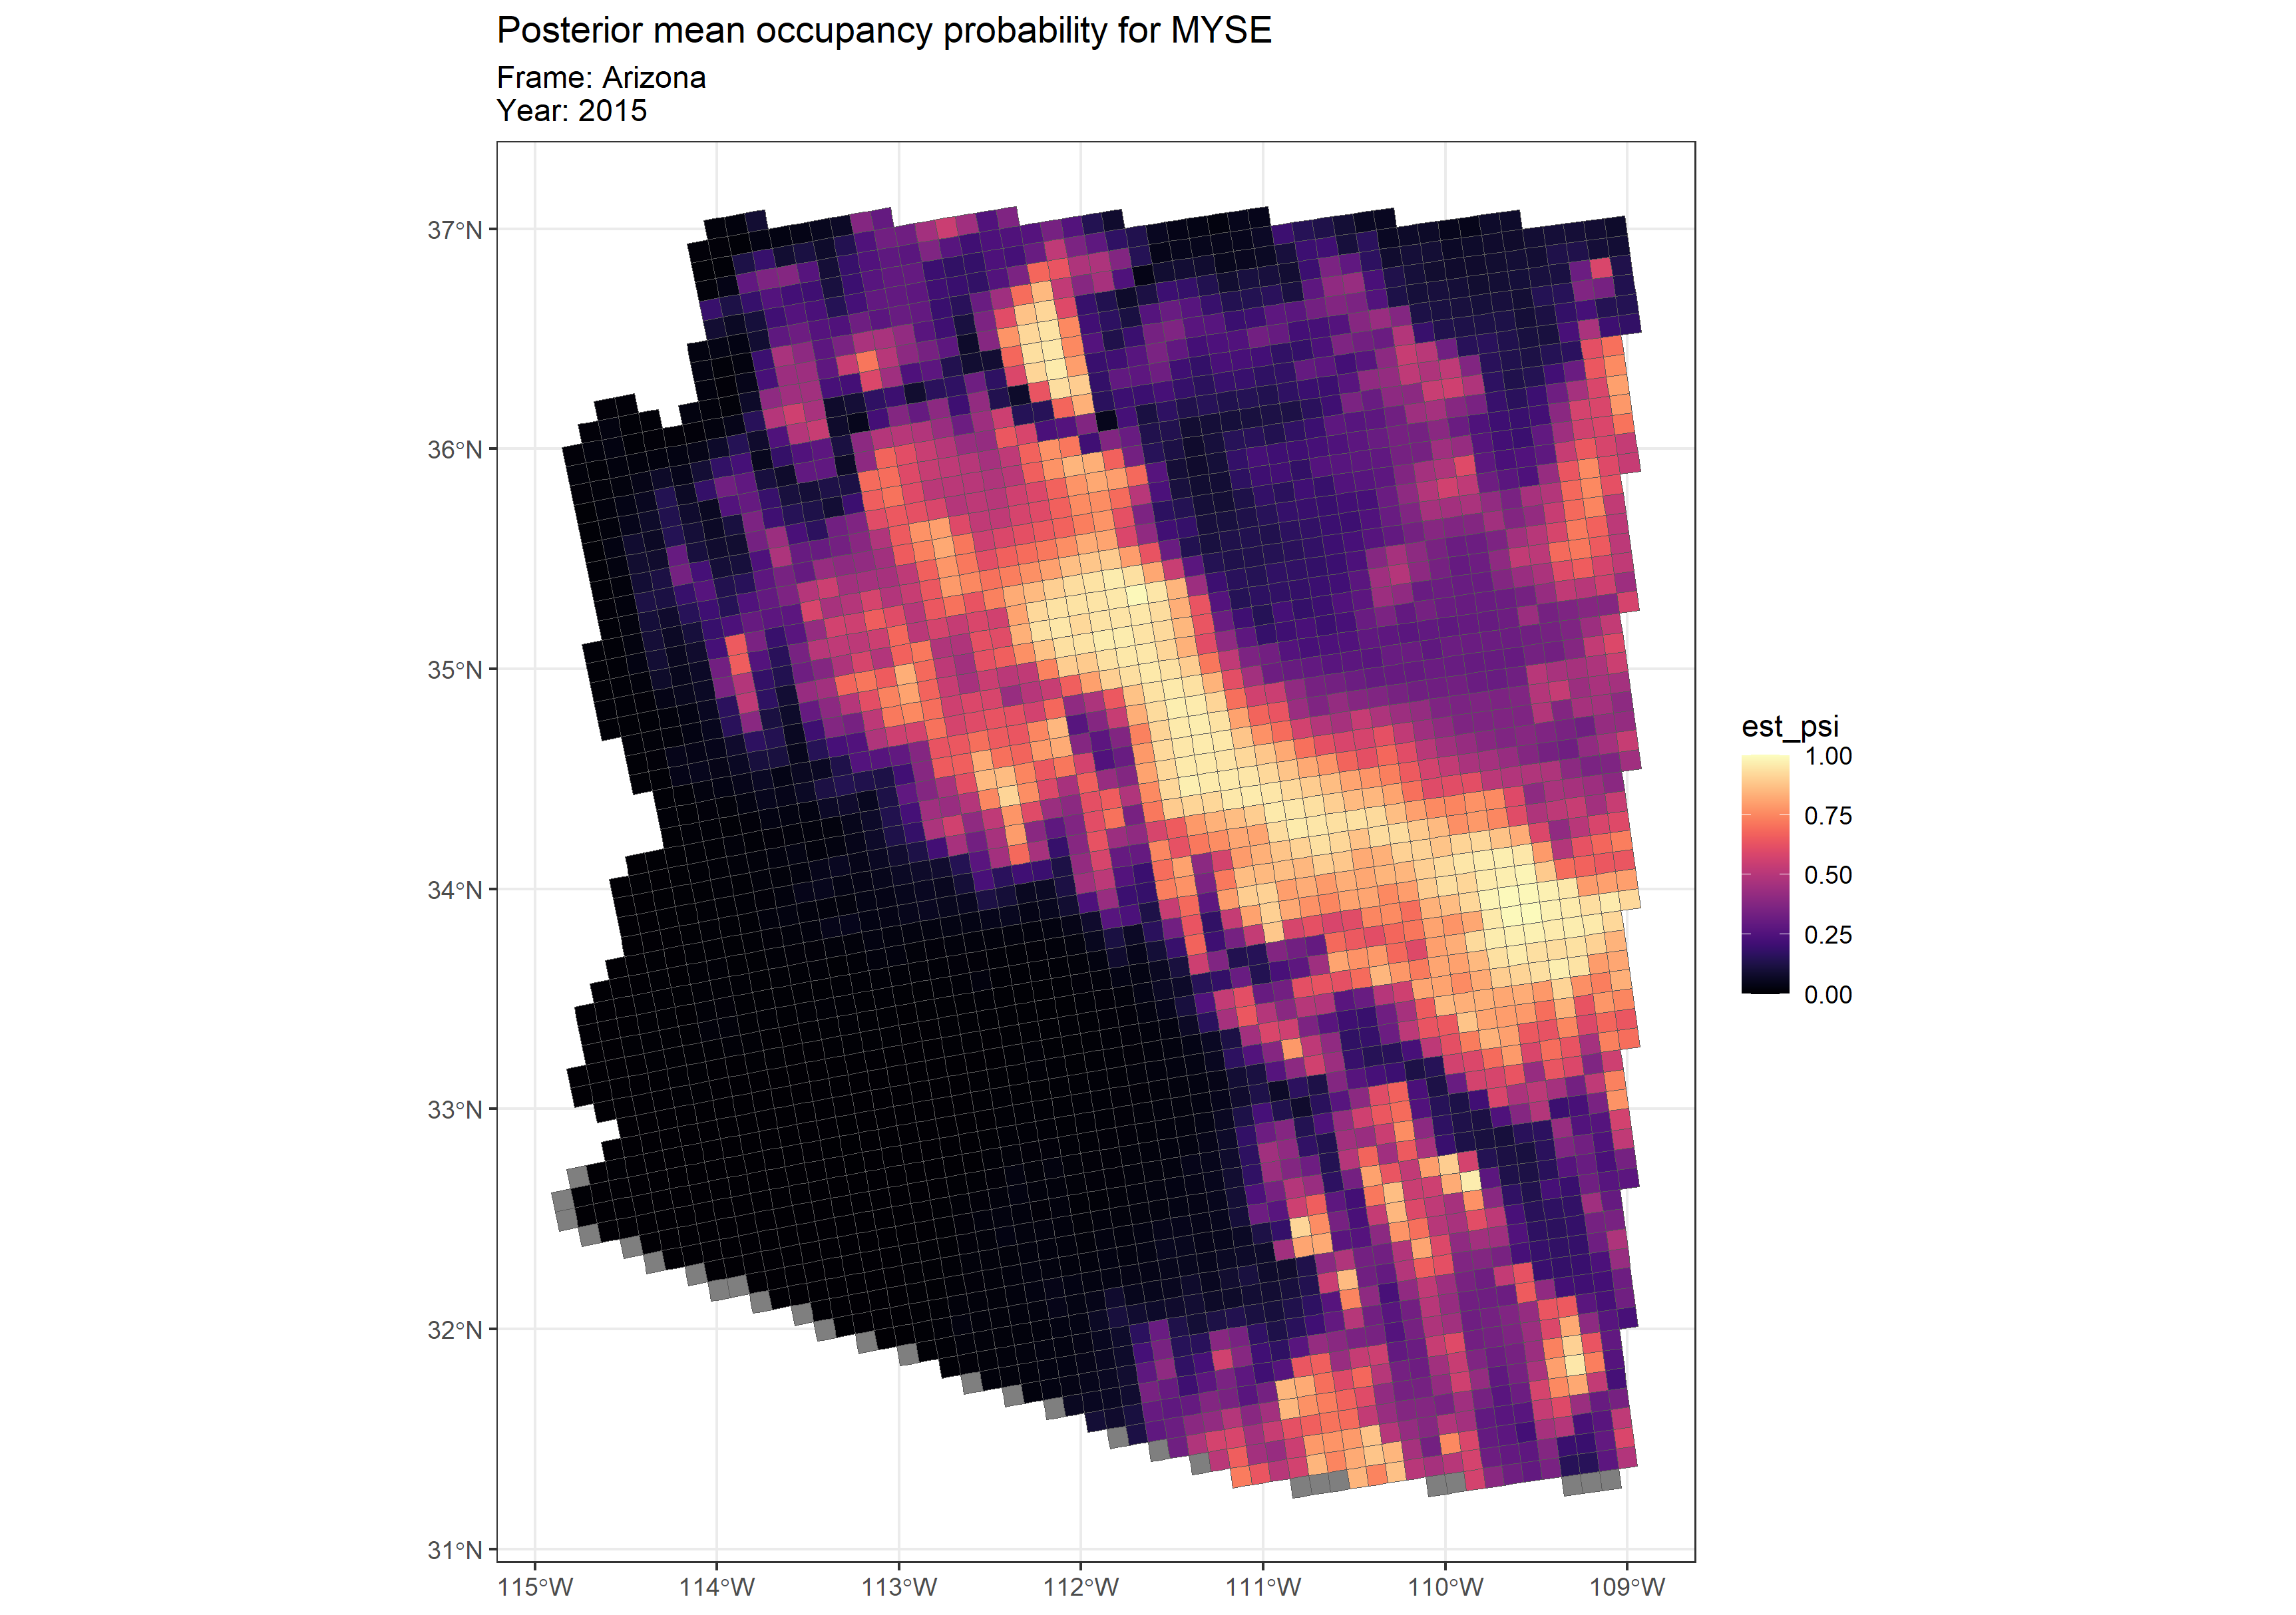 Posterior mean occupancy probability for MYSE
Frame: Arizona
Year: 2015
37°N
36°N
35°N
34°N
33°N
32°N
31°N
115°W
114°W
113°W
112°W
111°W
110°W
109°W
est_psi
1.00
0.75
0.50
0.25
0.00